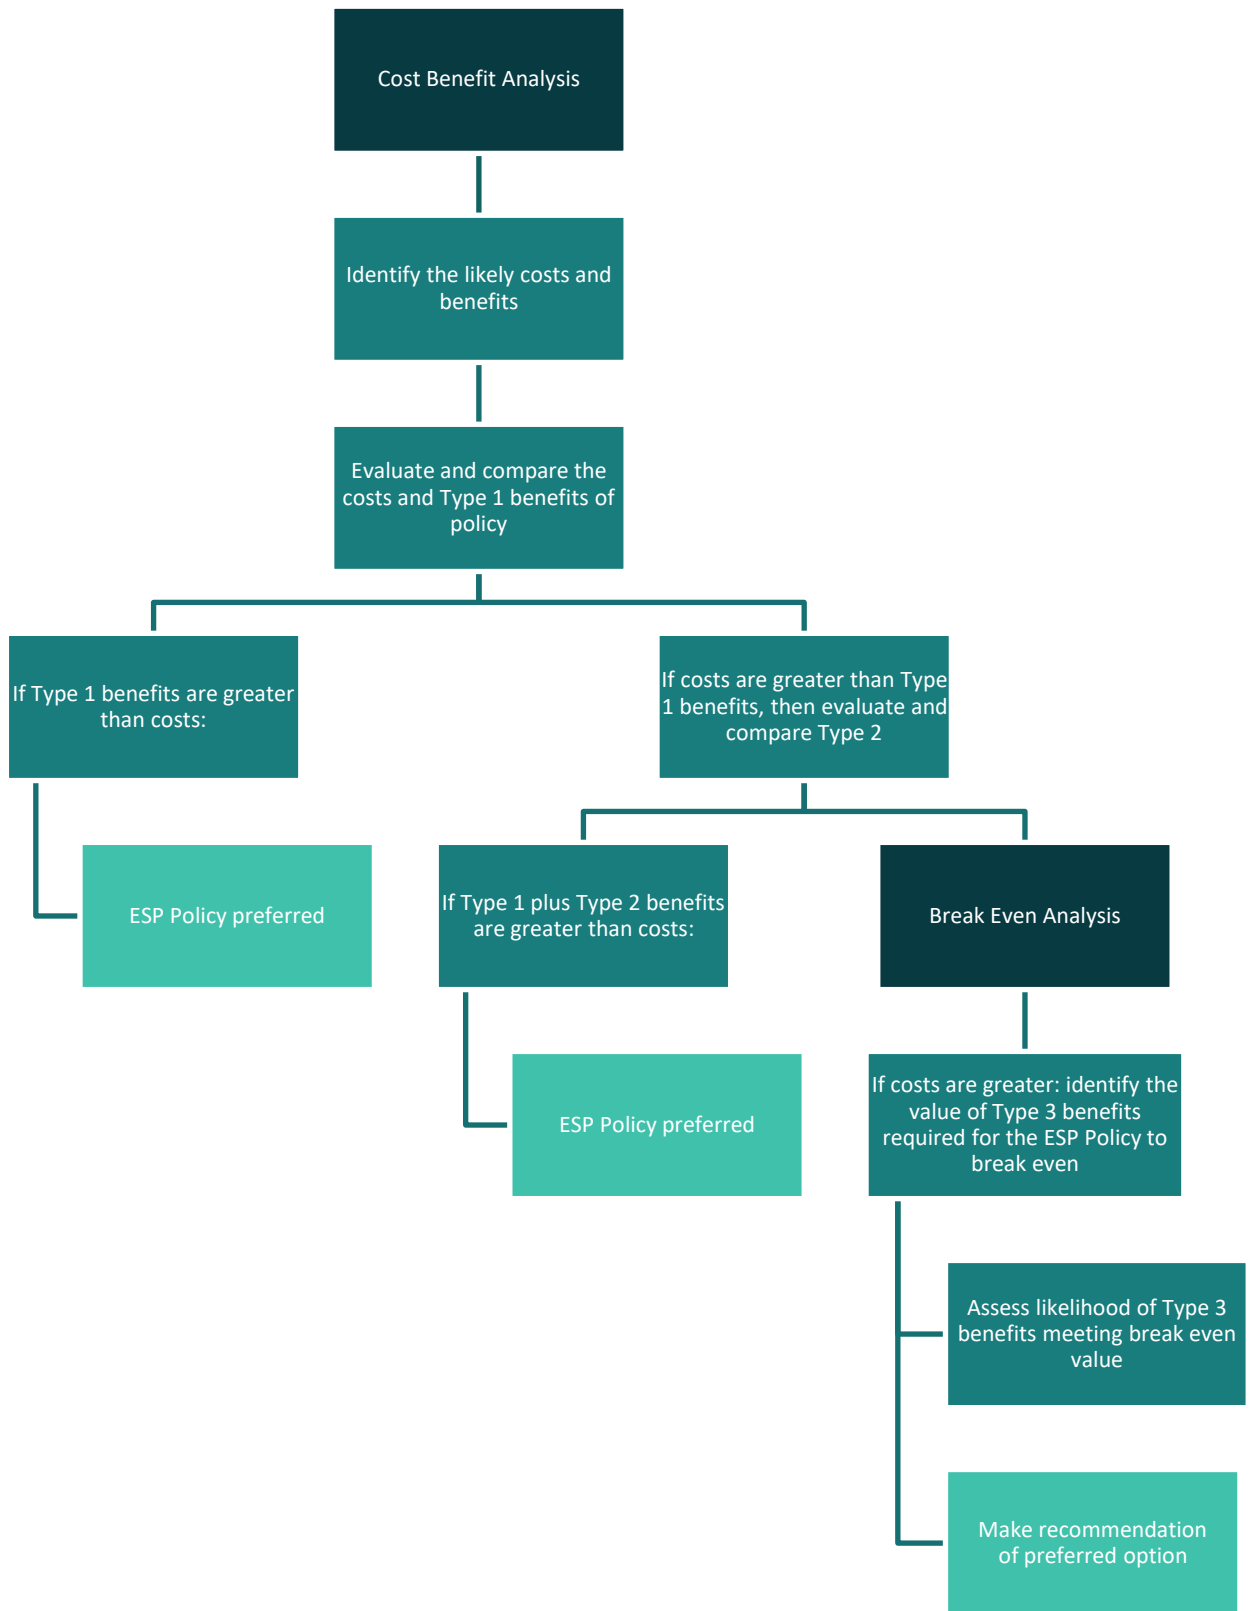 Cost Benefit Analysis
Identify the likely costs and
benefits
Evaluate and compare the
costs and Type 1 benefits of
policy
If Type 1 benefits are greater
than costs:
If costs are greater than Type
1 benefits, then evaluate and
compare Type 2
ESP Policy preferred
If Type 1 plus Type 2 benefits
are greater than costs:
Break Even Analysis
ESP Policy preferred
If costs are greater: identify the
value of Type 3 benefits
required for the ESP Policy to
break even
Assess likelihood of Type 3
benefits meeting break even
value
Make recommendation
of preferred option